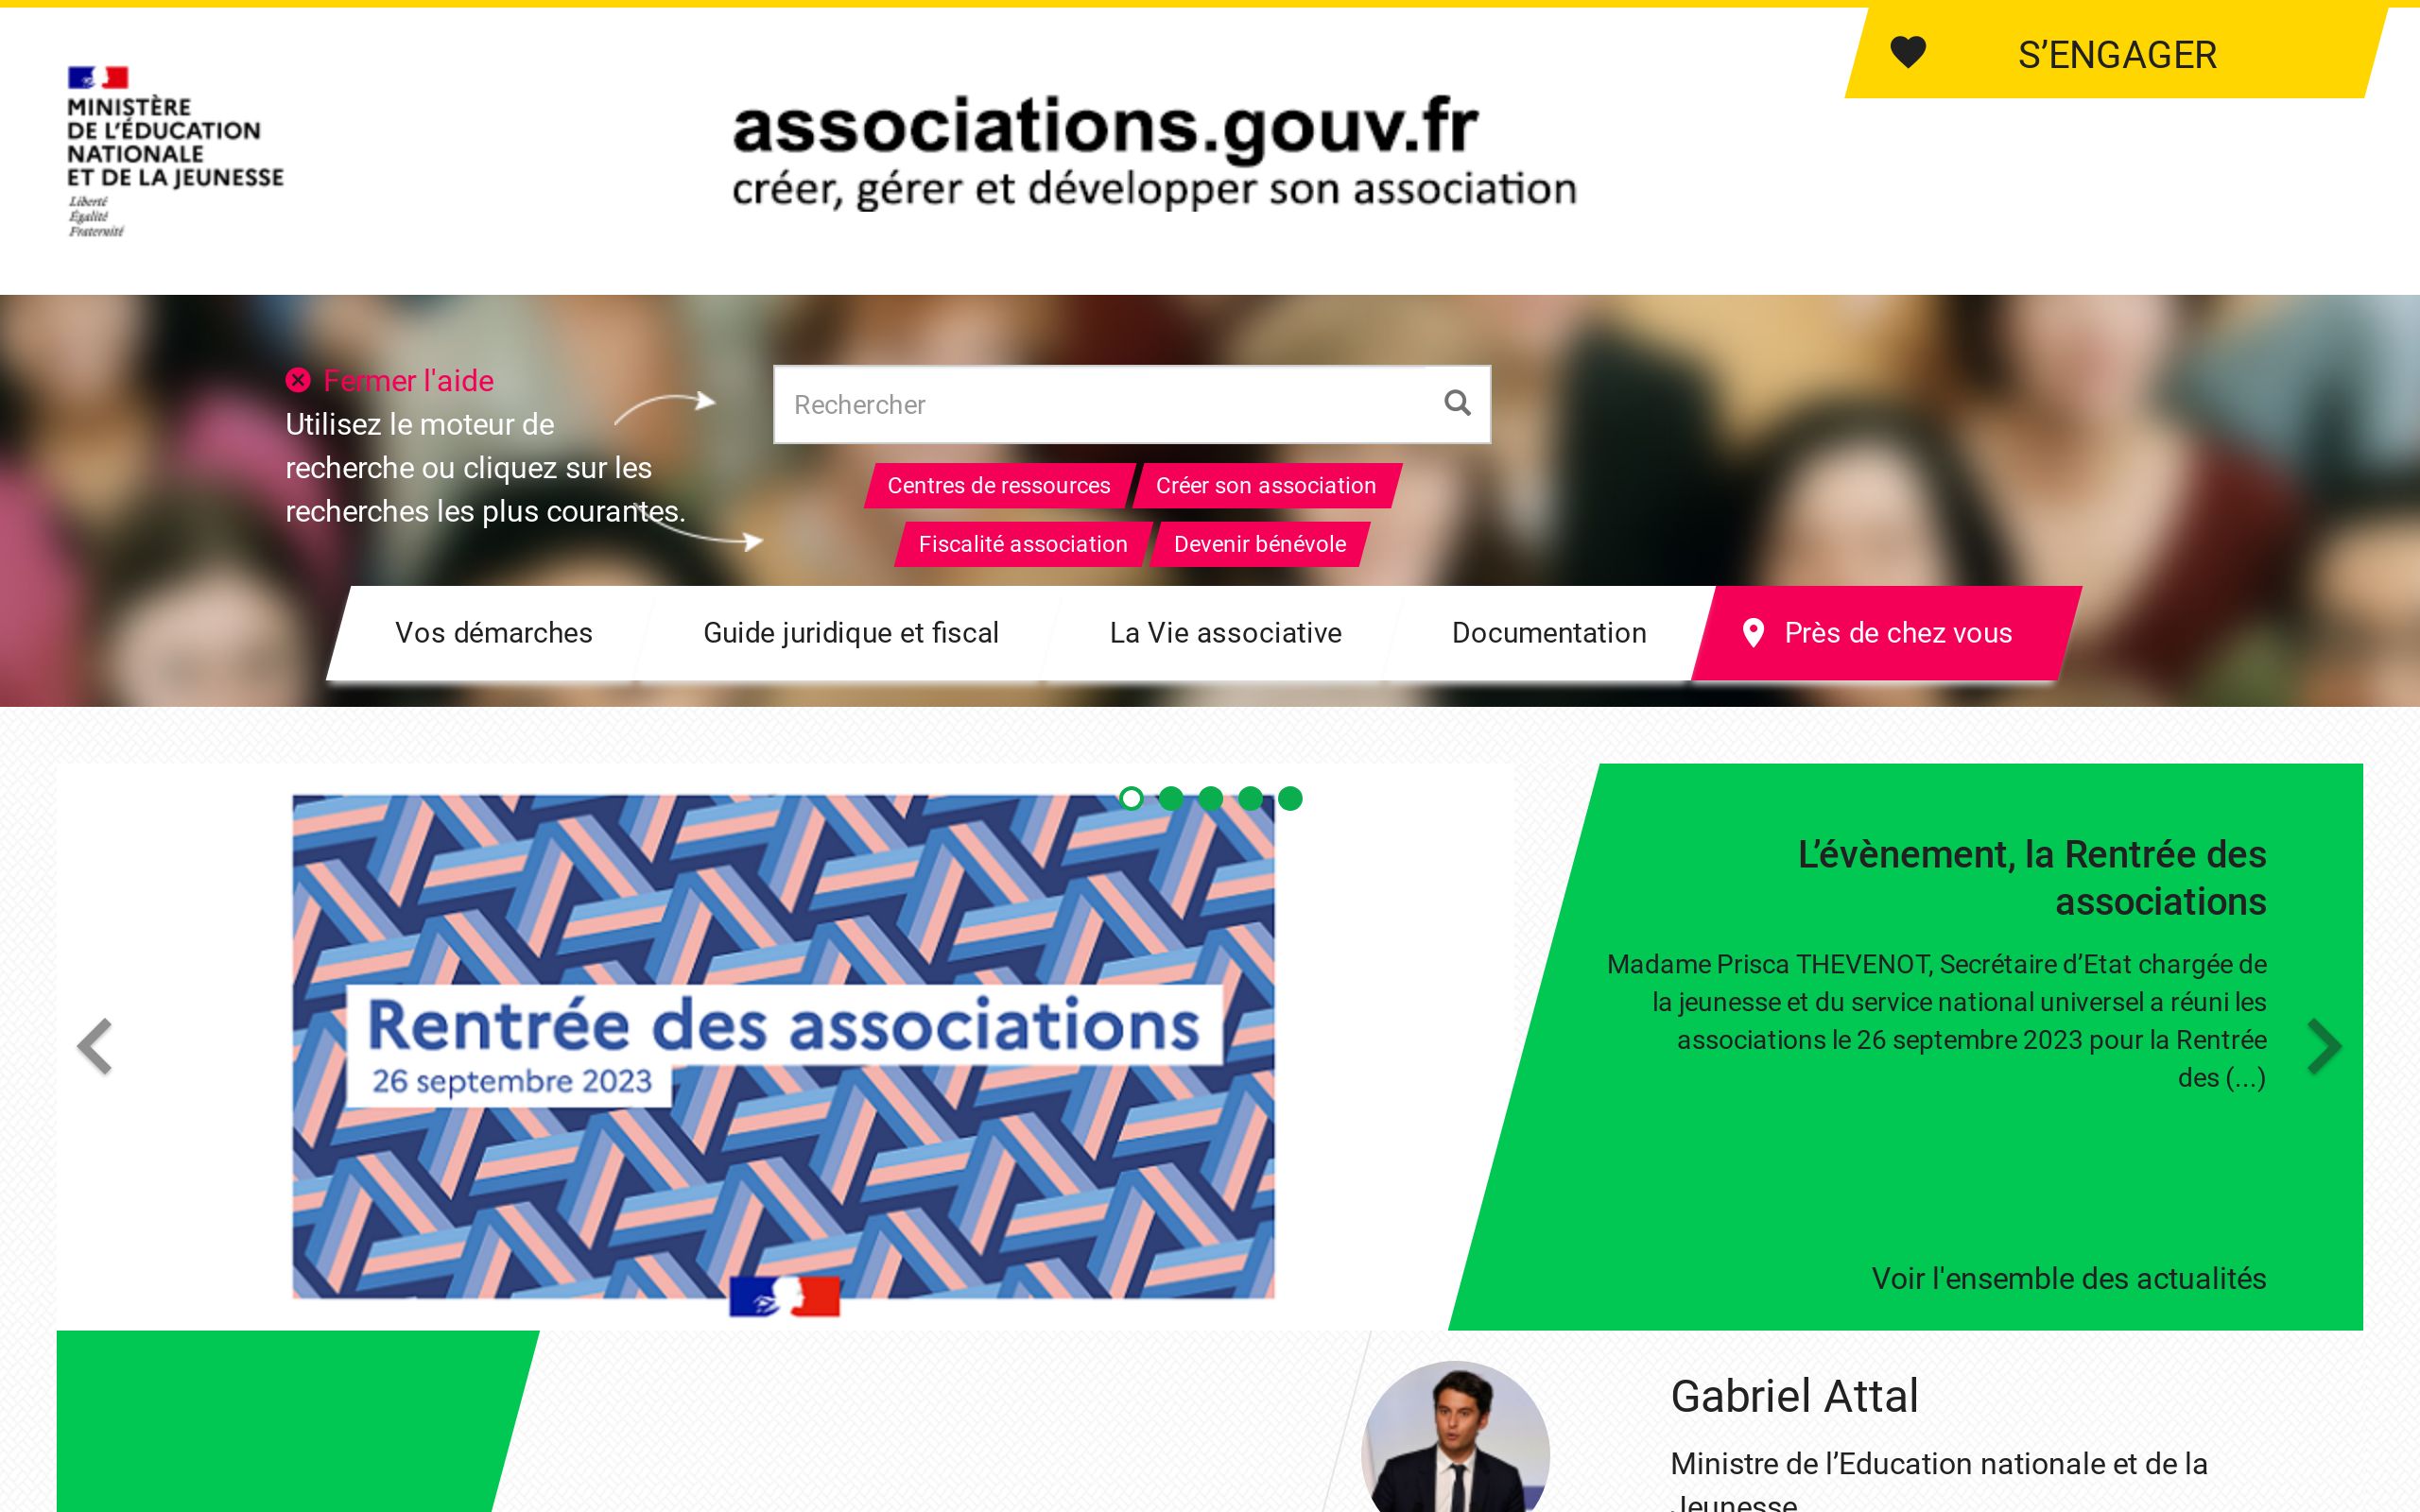 S’ENGAGER
MINISTÈRE
DE L’ÉDUCATION
NATIONALE
ET DE LA JEUNESSE
Liberté
Égalité
Fraternité
associations.gouv.fr
créer, gérer et développer son association
Fermer l'aide
Utilisez le moteur de
recherche ou cliquez sur les
recherches les plus courantes.
Rechercher
Centres de ressources
Créer son association
Fiscalité association
Devenir bénévole
Vos démarches
Guide juridique et fiscal
La Vie associative
Documentation
Près de chez vous
Rentrée des associations
26 septembre 2023
L’évènement, la Rentrée des
associations
Madame Prisca THEVENOT, Secrétaire d’Etat chargée de
la jeunesse et du service national universel a réuni les
associations le 26 septembre 2023 pour la Rentrée
des (...)
Voir l'ensemble des actualités
Gabriel Attal
Ministre de l’Education nationale et de la
Jeunesse